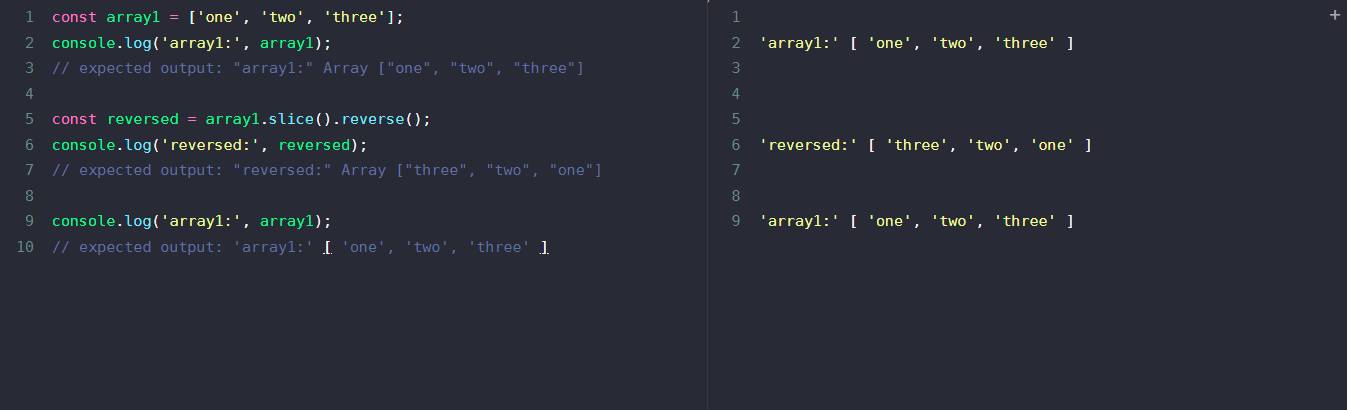 1 const array1 = ['one', 'two', 'three'];
2 console.log('array1:', array1);
3 // expected output: "array1:" Array ["one", "two", "three"]
4
5 const reversed = array1.slice().reverse();
6 console.log('reversed:', reversed);
7 // expected output: "reversed:" Array ["three", "two", "one"]
8
9 console.log('array1:', array1);
10 // expected output: 'array1:' [ 'one', 'two', 'three' ]
1
2 'array1:' [ 'one', 'two', 'three' ]
3
4
5
6 'reversed:' [ 'three', 'two', 'one' ]
7
8
9 'array1:' [ 'one', 'two', 'three' ]
+